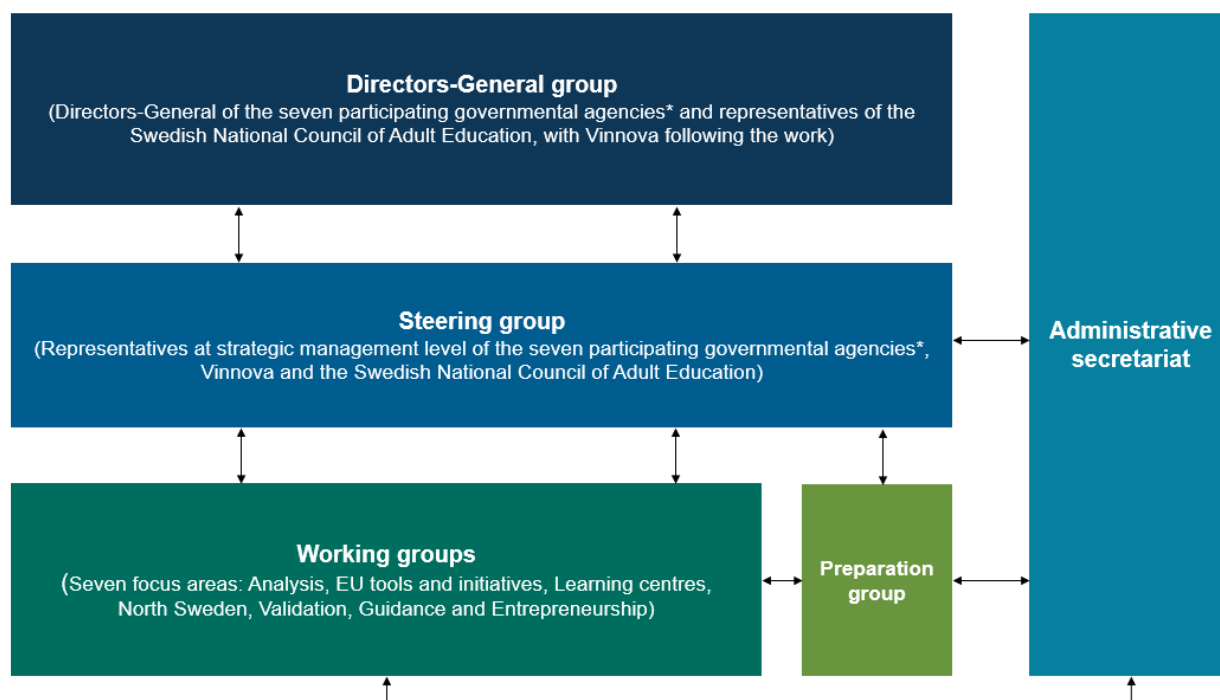 Directors-General group
(Directors-General of the seven participating governmental agencies* and representatives of the
Swedish National Council of Adult Education, with Vinnova following the work)
Steering group
(Representatives at strategic management level of the seven participating governmental agencies*,
Vinnova and the Swedish National Council of Adult Education)
Administrative
secretariat
Working groups
(Seven focus areas: Analysis, EU tools and initiatives, Learning centres,
North Sweden, Validation, Guidance and Entrepreneurship)
Preparation
group